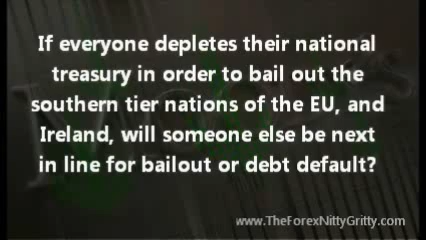 If everyone depletes their national
treasury in order to bail out the
southern tier nations of the EU, and
Ireland, will someone else be next
in line for bailout or debt default?
www.TheForexNittyGritty.com